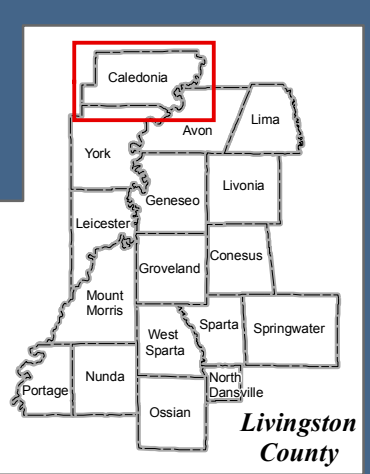 Caledonia
Lima
Avon
York
Livonia
Geneseo
Leicester
Conesus
Groveland
Mount
Morris
Sparta
Springwater
West
Sparta
North
Dansville
Nunda
Portage
Ossian
Livingston
County